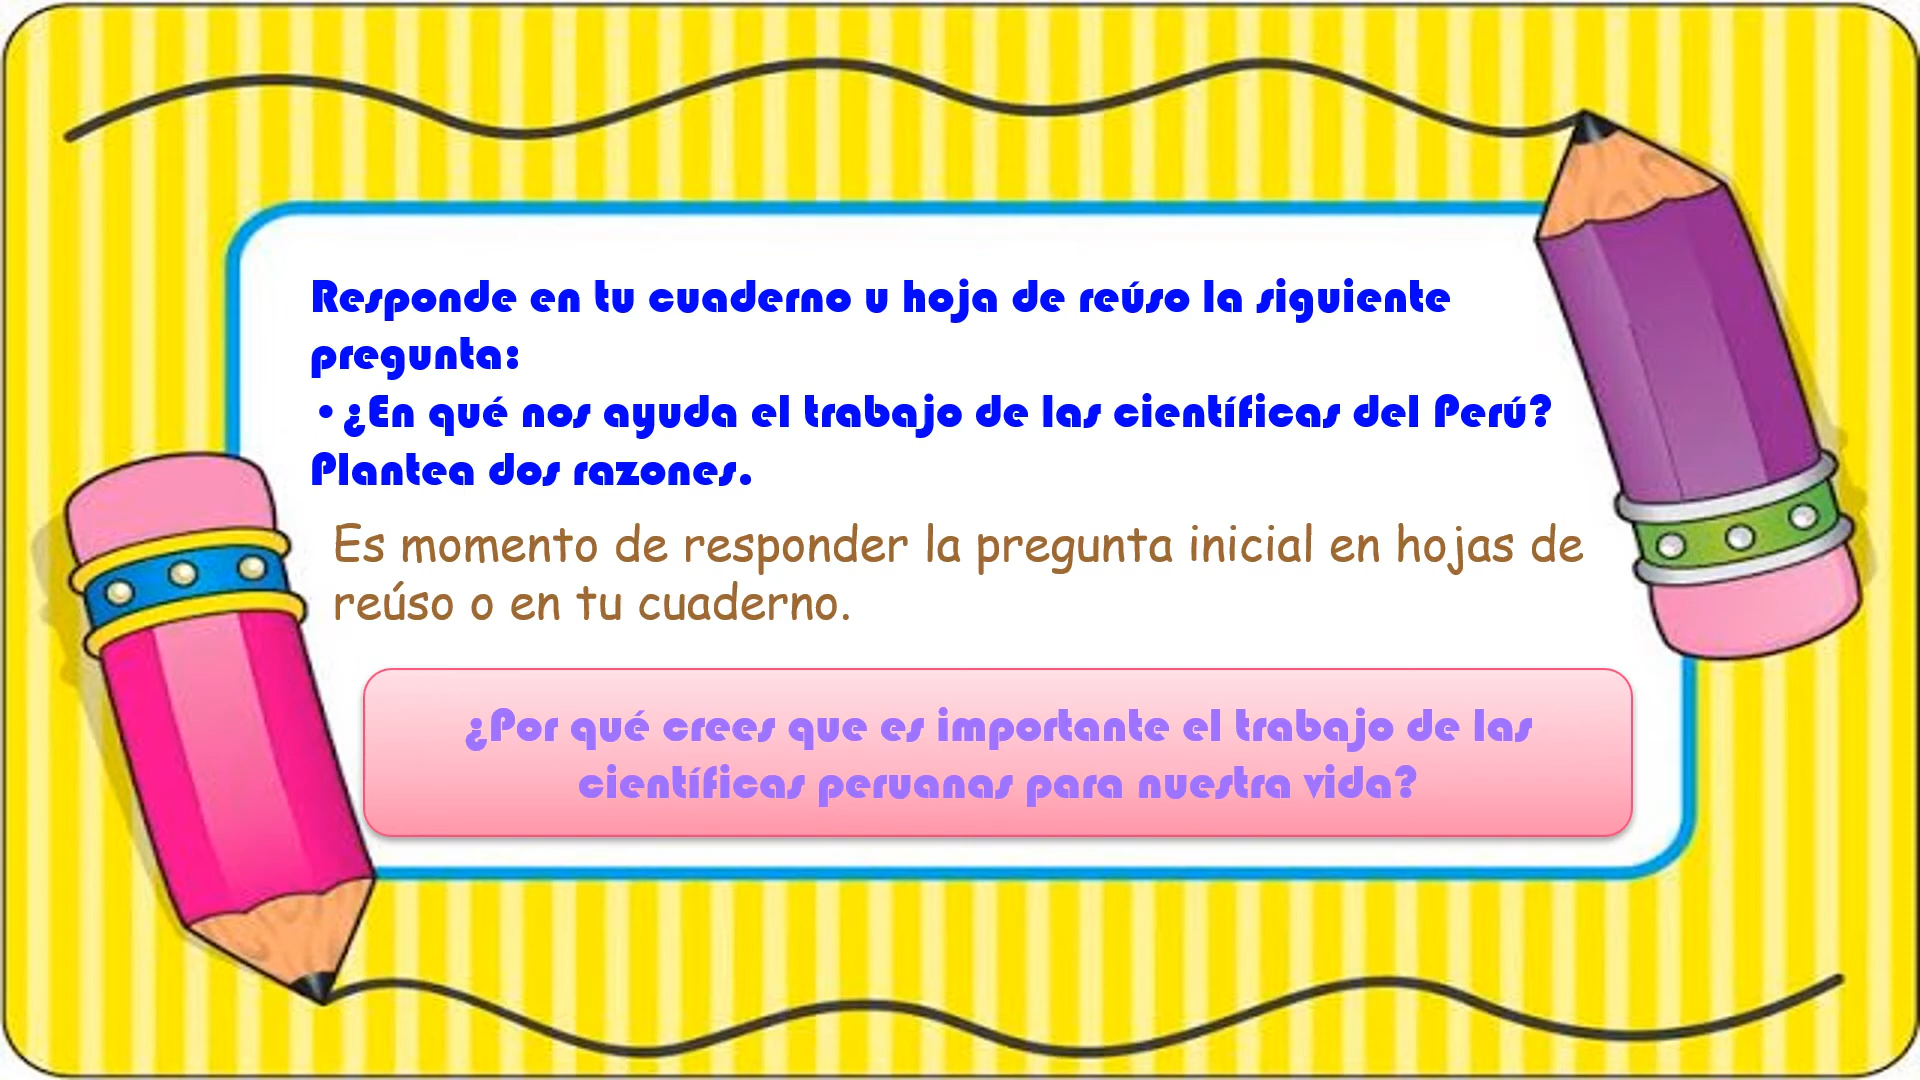 Responde en tu cuaderno u hoja de reúso la siguiente
pregunta:
• ¿En qué nos ayuda el trabajo de las científicas del Perú?
Plantea dos razones.
Es momento de responder la pregunta inicial en hojas de
reúso o en tu cuaderno.
¿Por qué crees que es importante el trabajo de las
científicas peruanas para nuestra vida?